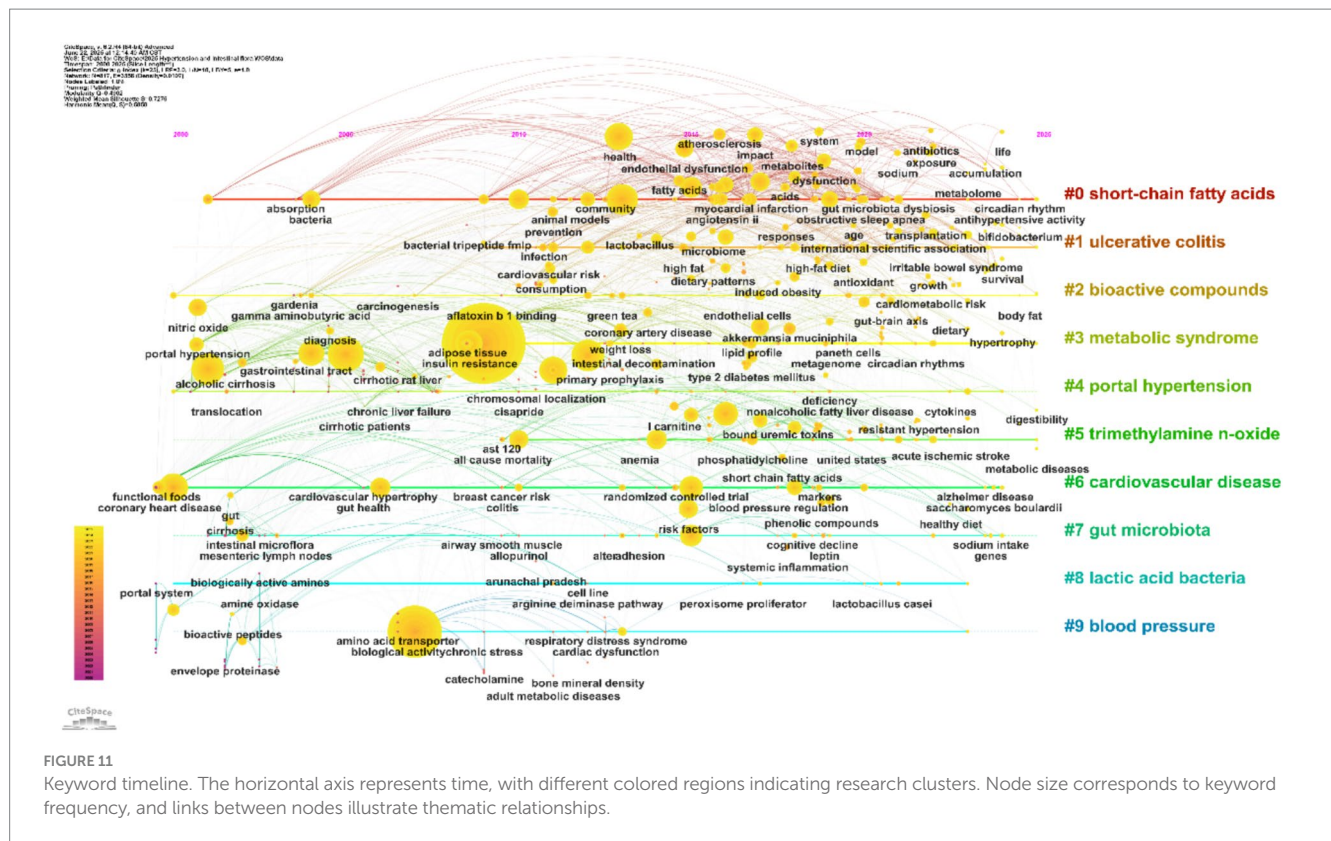 2000 2010 2015 2020 2025
system
atherosclerosis model antibiotics life
health impact exposure
endothelial dysfunction metabolites sodium accumulation
fatty acids dysfunction
acids metabolome
absorption community myocardial infarction gut microbiota dysbiosis circadian rhythm
#0 short-chain fatty acids
bacteria animal models angiotensin ii obstructive sleep apnea antihypertensive activity
prevention responses age transplantation bifidobacterium
bacterial tripeptide fmlp lactobacillus international scientific association
#1 ulcerative colitis
infection microbiome
cardiovascular risk high fat high-fat diet irritable bowel syndrome
consumption dietary patterns antioxidant growth survival
induced obesity
#2 bioactive compounds
gardenia carcinogenesis cardiometabolic risk
gamma aminobutyric acid aflatoxin b 1 binding green tea endothelial cells body fat
nitric oxide gut-brain axis dietary
diagnosis coronary artery disease akkermansia muciniphila hypertrophy
#3 metabolic syndrome
portal hypertension adipose tissue weight loss lipid profile paneth cells
gastrointestinal tract insulin resistance intestinal decontamination metagenome circadian rhythms
alcoholic cirrhosis cirrhotic rat liver primary prophylaxis type 2 diabetes mellitus
#4 portal hypertension
chromosomal localization deficiency
translocation chronic liver failure cisapride nonalcoholic fatty liver disease cytokines
cirrhotic patients l carnitine resistant hypertension digestibility
bound uremic toxins
#5 trimethylamine n-oxide
ast 120
all cause mortality anemia phosphatidylcholine united states acute ischemic stroke
metabolic diseases
short chain fatty acids
#6 cardiovascular disease
functional foods cardiovascular hypertrophy breast cancer risk randomized controlled trial markers alzheimer disease
coronary heart disease gut health colitis blood pressure regulation saccharomyces boulardii
gut phenolic compounds healthy diet
cirrhosis risk factors
#7 gut microbiota
intestinal microflora airway smooth muscle cognitive decline sodium intake
mesenteric lymph nodes allopurinol adhesion leptin genes
systemic inflammation
#8 lactic acid bacteria
biologically active amines arunachal pradesh
portal system cell line
amine oxidase arginine deiminase pathway peroxisome proliferator lactobacillus casei
#9 blood pressure
bioactive peptides amino acid transporter respiratory distress syndrome
biological activity chronic stress cardiac dysfunction
envelope proteinase catecholamine bone mineral density
adult metabolic diseases
CiteSpace
FIGURE 11
Keyword timeline. The horizontal axis represents time, with different colored regions indicating research clusters. Node size corresponds to keyword
frequency, and links between nodes illustrate thematic relationships.